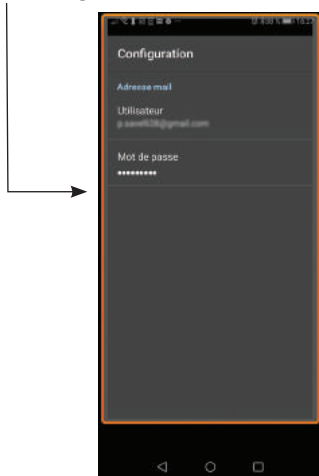 Configuration
Adresse mail
Utilisateur
Mot de passe
•••••••••